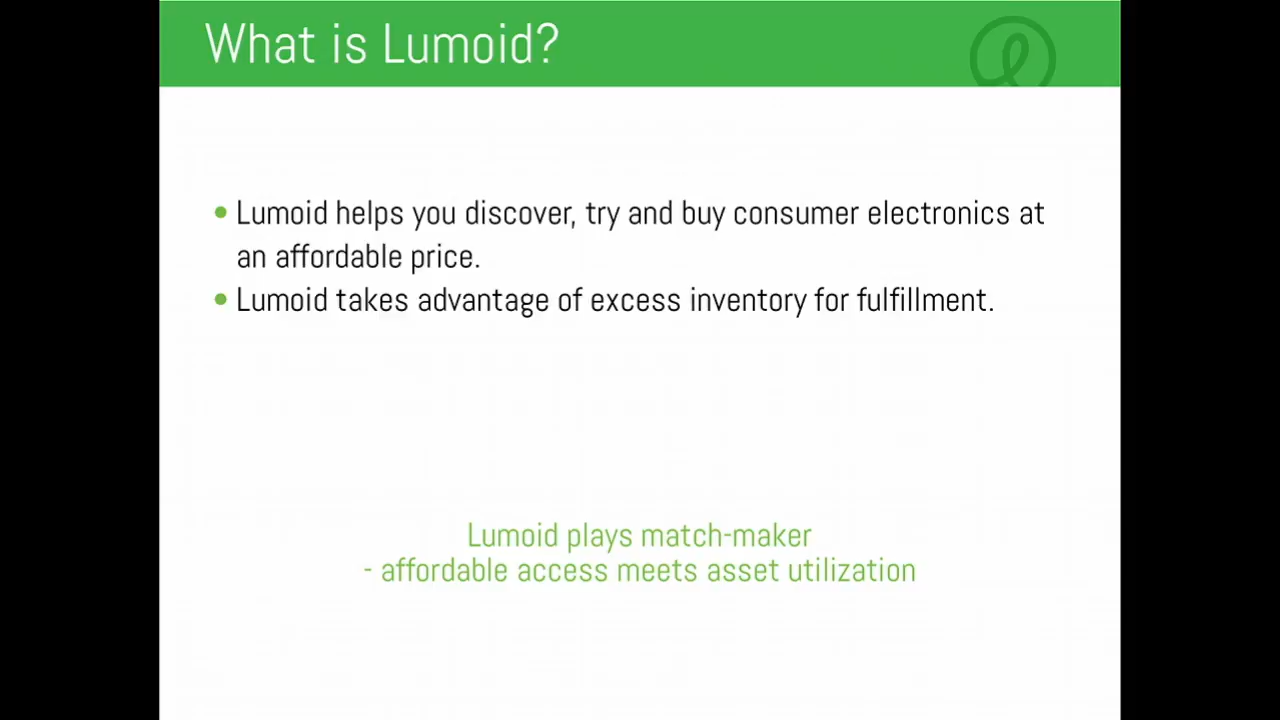 What is Lumoid?
• Lumoid helps you discover, try and buy consumer electronics at
an affordable price.
• Lumoid takes advantage of excess inventory for fulfillment.
Lumoid plays match-maker
- affordable access meets asset utilization